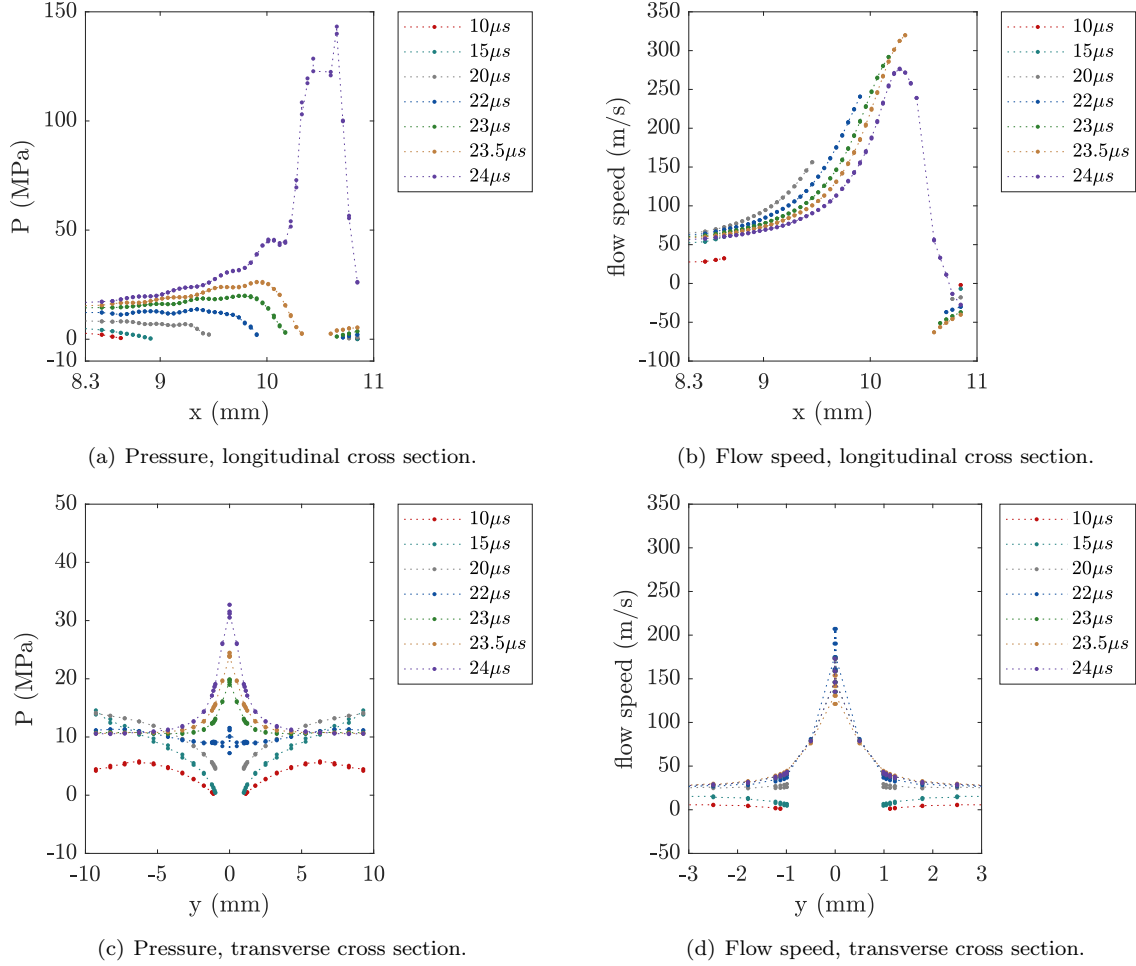 150
100
50
0
-10
P (MPa)
8.3 9 10 11
x (mm)
10μs
15μs
20μs
22μs
23μs
23.5μs
24μs
(a) Pressure, longitudinal cross section.
350
300
250
200
150
100
50
0
-50
-100
flow speed (m/s)
8.3 9 10 11
x (mm)
10μs
15μs
20μs
22μs
23μs
23.5μs
24μs
(b) Flow speed, longitudinal cross section.
50
40
30
20
10
0
-10
P (MPa)
-10 -5 0 5 10
y (mm)
10μs
15μs
20μs
22μs
23μs
23.5μs
24μs
(c) Pressure, transverse cross section.
350
300
250
200
150
100
50
0
-50
flow speed (m/s)
-3 -2 -1 0 1 2 3
y (mm)
10μs
15μs
20μs
22μs
23μs
23.5μs
24μs
(d) Flow speed, transverse cross section.